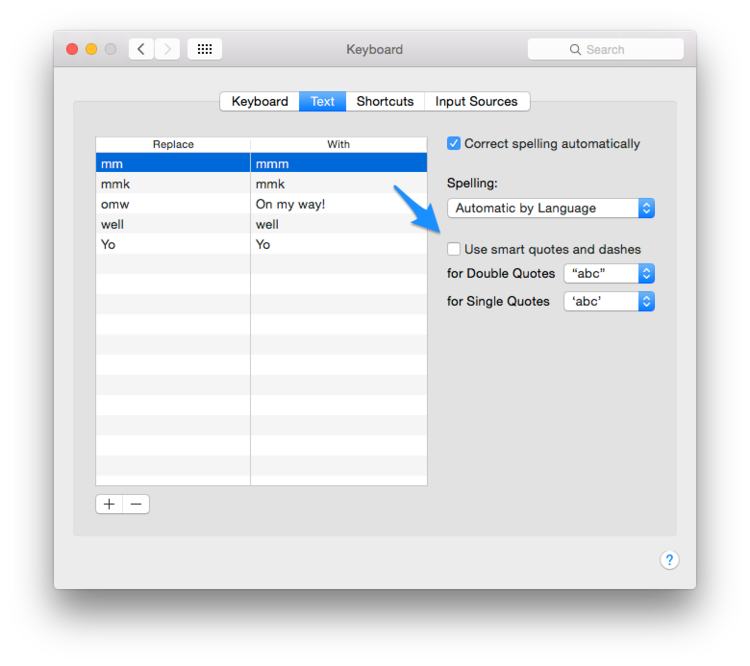 Keyboard
Search
Keyboard Text Shortcuts Input Sources
Replace With
mm mmm
mmk mmk
omw On my way!
well well
Yo Yo
+ −
Correct spelling automatically
Spelling:
Automatic by Language
Use smart quotes and dashes
for Double Quotes “abc”
for Single Quotes ‘abc’
?